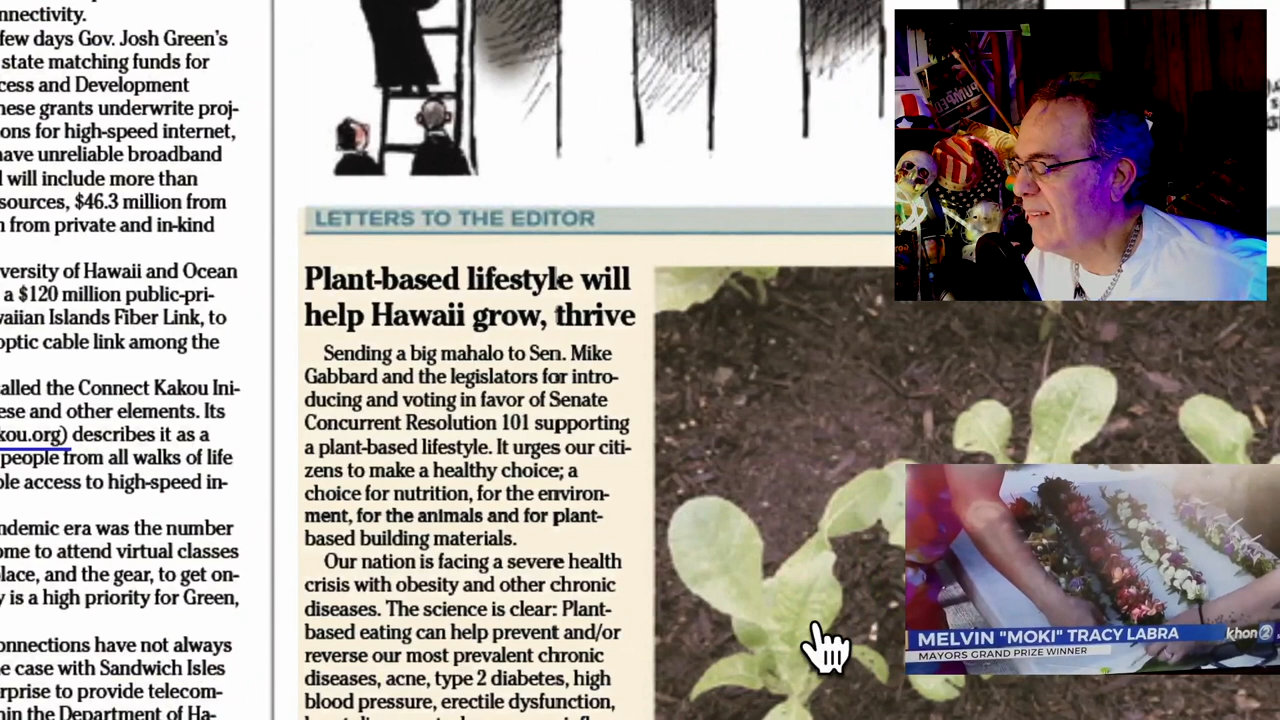 nnectivity.
few days Gov. Josh Green’s
state matching funds for
cess and Development
hese grants underwrite proj-
ons for high-speed internet,
have unreliable broadband
will include more than
sources, $46.3 million from
from private and in-kind
versity of Hawaii and Ocean
a $120 million public-pri-
waiian Islands Fiber Link, to
optic cable link among the
alled the Connect Kakou Ini-
ese and other elements. Its
kou.org) describes it as a
people from all walks of life
ble access to high-speed in-
ndemic era was the number
ome to attend virtual classes
place, and the gear, to get on-
y is a high priority for Green,
onnections have not always
e case with Sandwich Isles
erprise to provide telecom-
hin the Department of Ha-
LETTERS TO THE EDITOR
Plant-based lifestyle will
help Hawaii grow, thrive
Sending a big mahalo to Sen. Mike
Gabbard and the legislators for intro-
ducing and voting in favor of Senate
Concurrent Resolution 101 supporting
a plant-based lifestyle. It urges our citi-
zens to make a healthy choice; a
choice for nutrition, for the environ-
ment, for the animals and for plant-
based building materials.
Our nation is facing a severe health
crisis with obesity and other chronic
diseases. The science is clear: Plant-
based eating can help prevent and/or
reverse our most prevalent chronic
diseases, acne, type 2 diabetes, high
blood pressure, erectile dysfunction,
MELVIN "MOKI" TRACY LABRA
MAYORS GRAND PRIZE WINNER
khon2